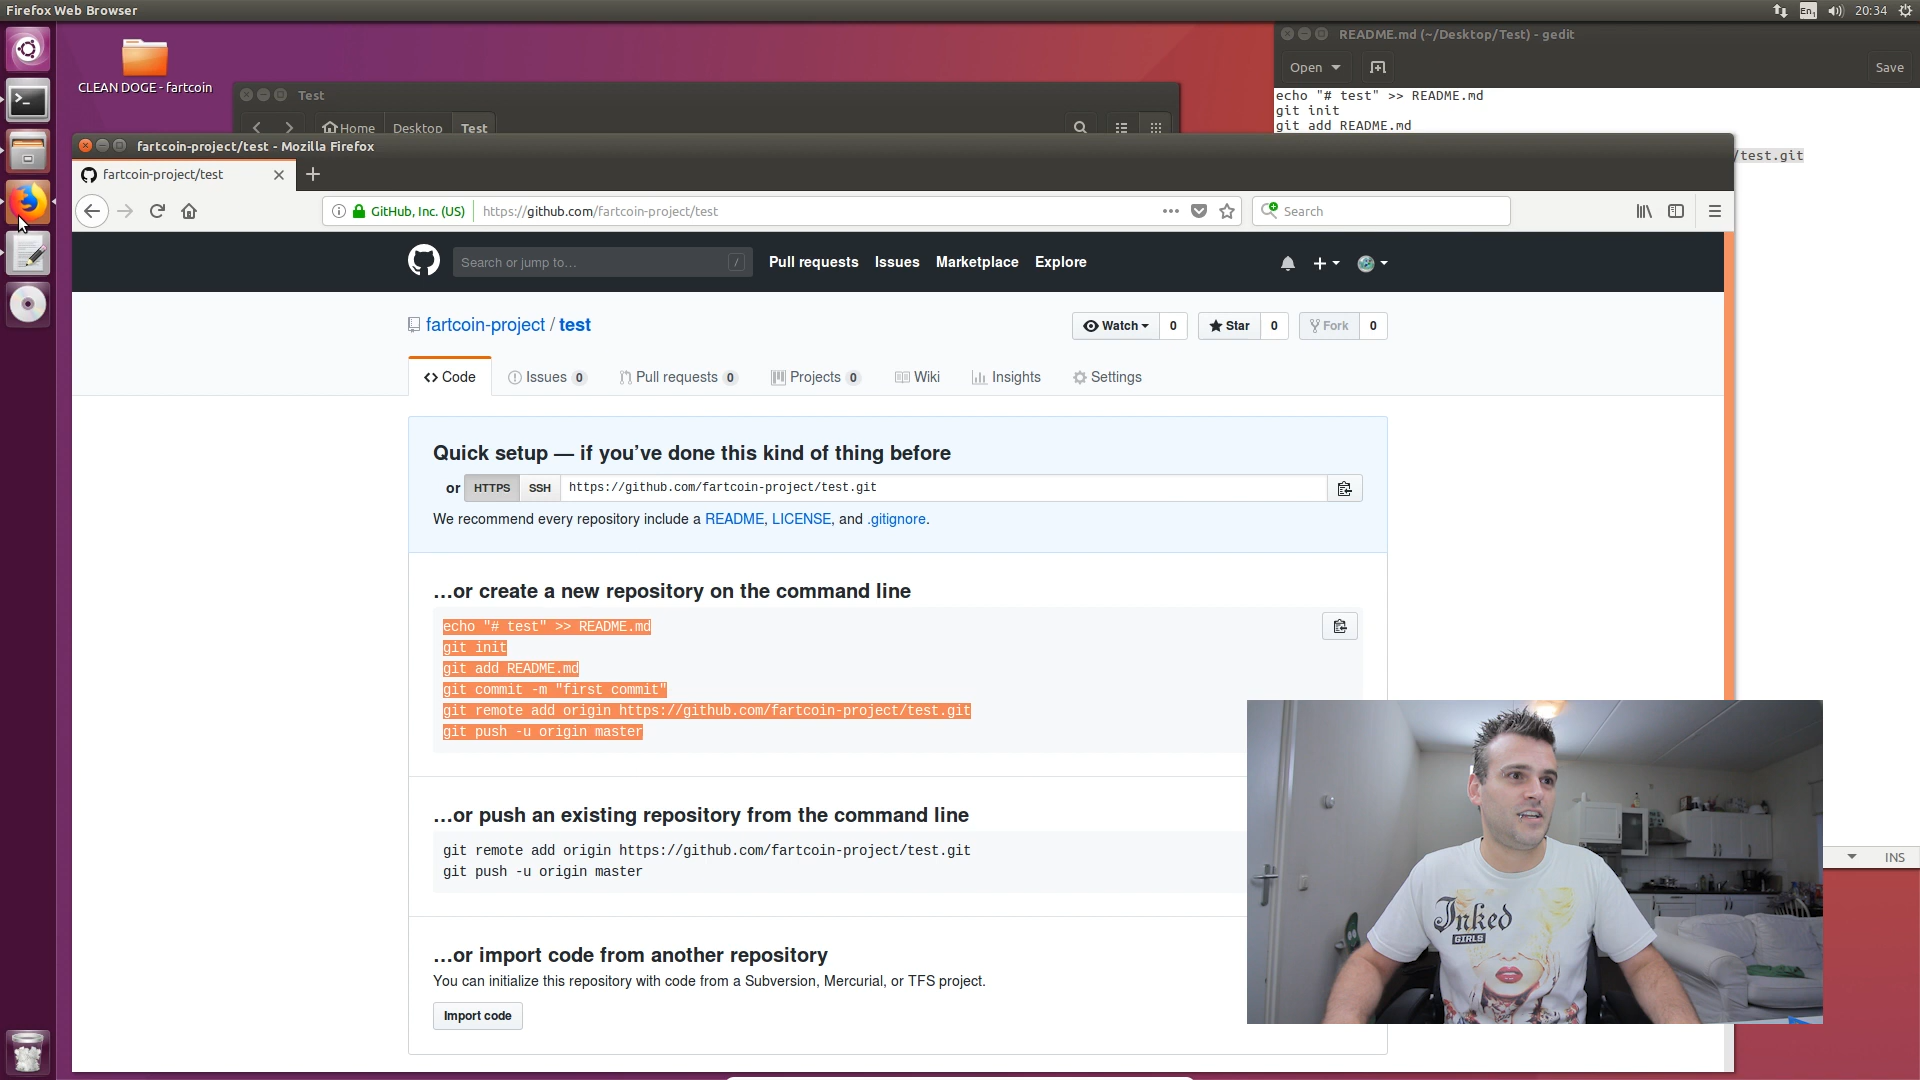 Firefox Web Browser
En1
20:34
CLEAN DOGE - fartcoin
Test
Home
Desktop
Test
README.md (~/Desktop/Test) - gedit
Open
Save
echo "# test" >> README.md
git init
git add README.md
/test.git
fartcoin-project/test - Mozilla Firefox
fartcoin-project/test
GitHub, Inc. (US)
https://github.com/fartcoin-project/test
Search
Search or jump to…
/
Pull requests
Issues
Marketplace
Explore
fartcoin-project / test
Watch 0
Star 0
Fork 0
Code
Issues 0
Pull requests 0
Projects 0
Wiki
Insights
Settings
Quick setup — if you’ve done this kind of thing before
or HTTPS SSH https://github.com/fartcoin-project/test.git
We recommend every repository include a README, LICENSE, and .gitignore.
…or create a new repository on the command line
echo "# test" >> README.md
git init
git add README.md
git commit -m "first commit"
git remote add origin https://github.com/fartcoin-project/test.git
git push -u origin master
…or push an existing repository from the command line
git remote add origin https://github.com/fartcoin-project/test.git
git push -u origin master
…or import code from another repository
You can initialize this repository with code from a Subversion, Mercurial, or TFS project.
Import code
INS
Inked
GIRLS